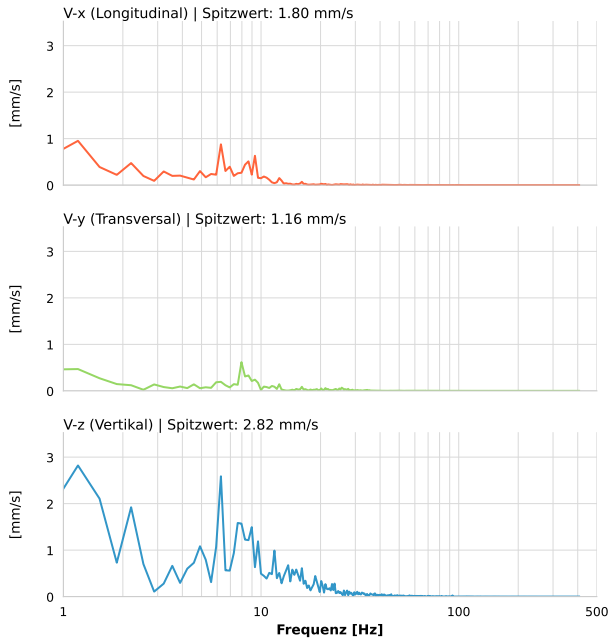 V-x (Longitudinal) | Spitzwert: 1.80 mm/s
3
2
1
0
[mm/s]
V-y (Transversal) | Spitzwert: 1.16 mm/s
3
2
1
0
[mm/s]
V-z (Vertikal) | Spitzwert: 2.82 mm/s
3
2
1
0
[mm/s]
1 10 100 500
Frequenz [Hz]